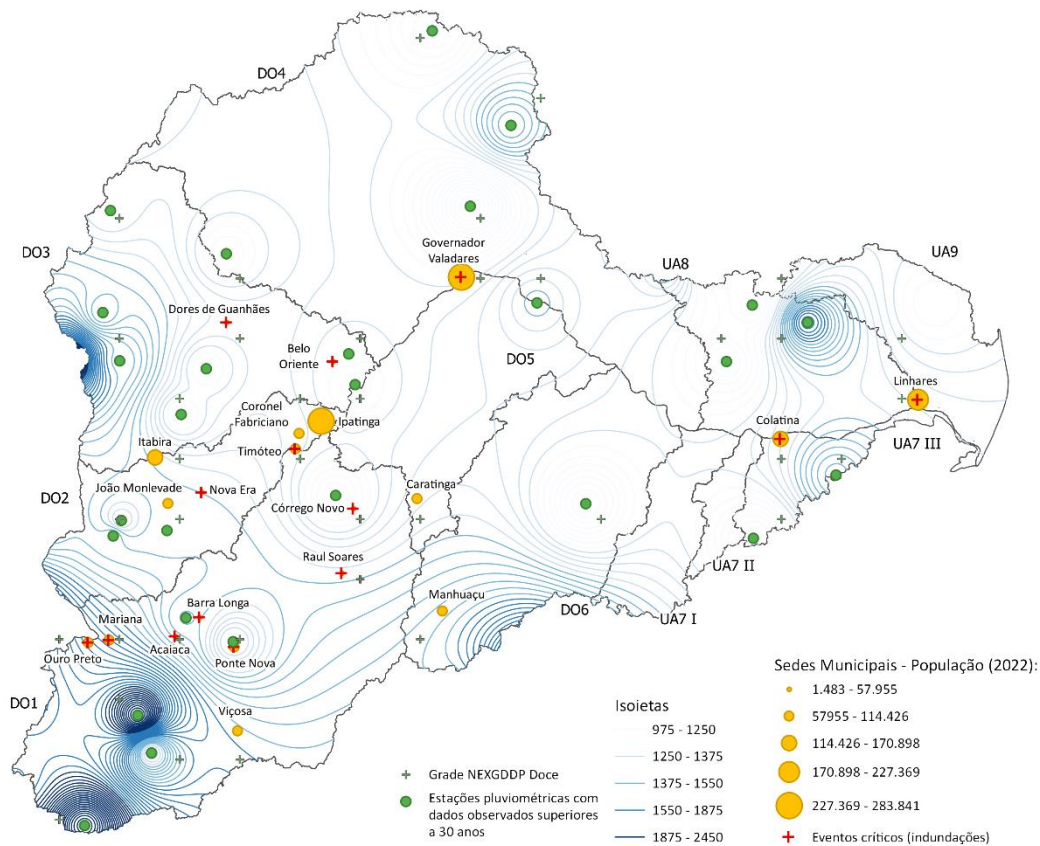 DO4
DO3
UA8
UA9
Governador
Valadares
Dores de Guanhães
Belo
Oriente
DO5
Linhares
Coronel
Fabriciano
Ipatinga
Colatina
UA7 III
Itabira
Timóteo
DO2
João Monlevade
Nova Era
Caratinga
Córrego Novo
Raul Soares
UA7 II
Manhuaçu
DO6
UA7 I
Barra Longa
Mariana
Acaiaca
Ouro Preto
Ponte Nova
DO1
Viçosa
Grade NEXGDDP Doce
Estações pluviométricas com
dados observados superiores
a 30 anos
Isoietas
975 - 1250
1250 - 1375
1375 - 1550
1550 - 1875
1875 - 2450
Sedes Municipais - População (2022):
1.483 - 57.955
57955 - 114.426
114.426 - 170.898
170.898 - 227.369
227.369 - 283.841
Eventos críticos (indundações)